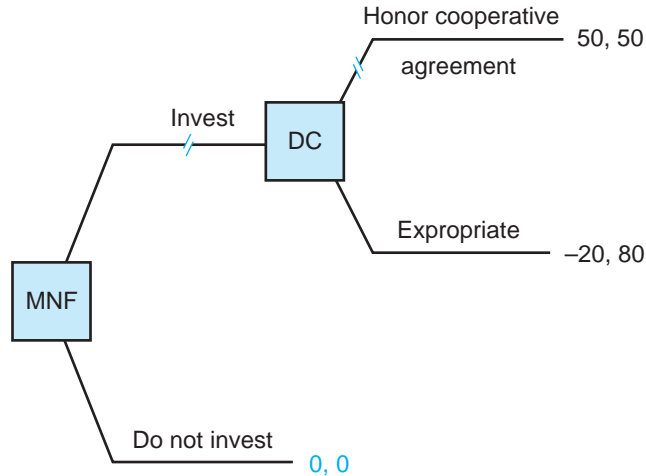 Honor cooperative
agreement
50, 50
Invest
DC
Expropriate
–20, 80
MNF
Do not invest
0, 0